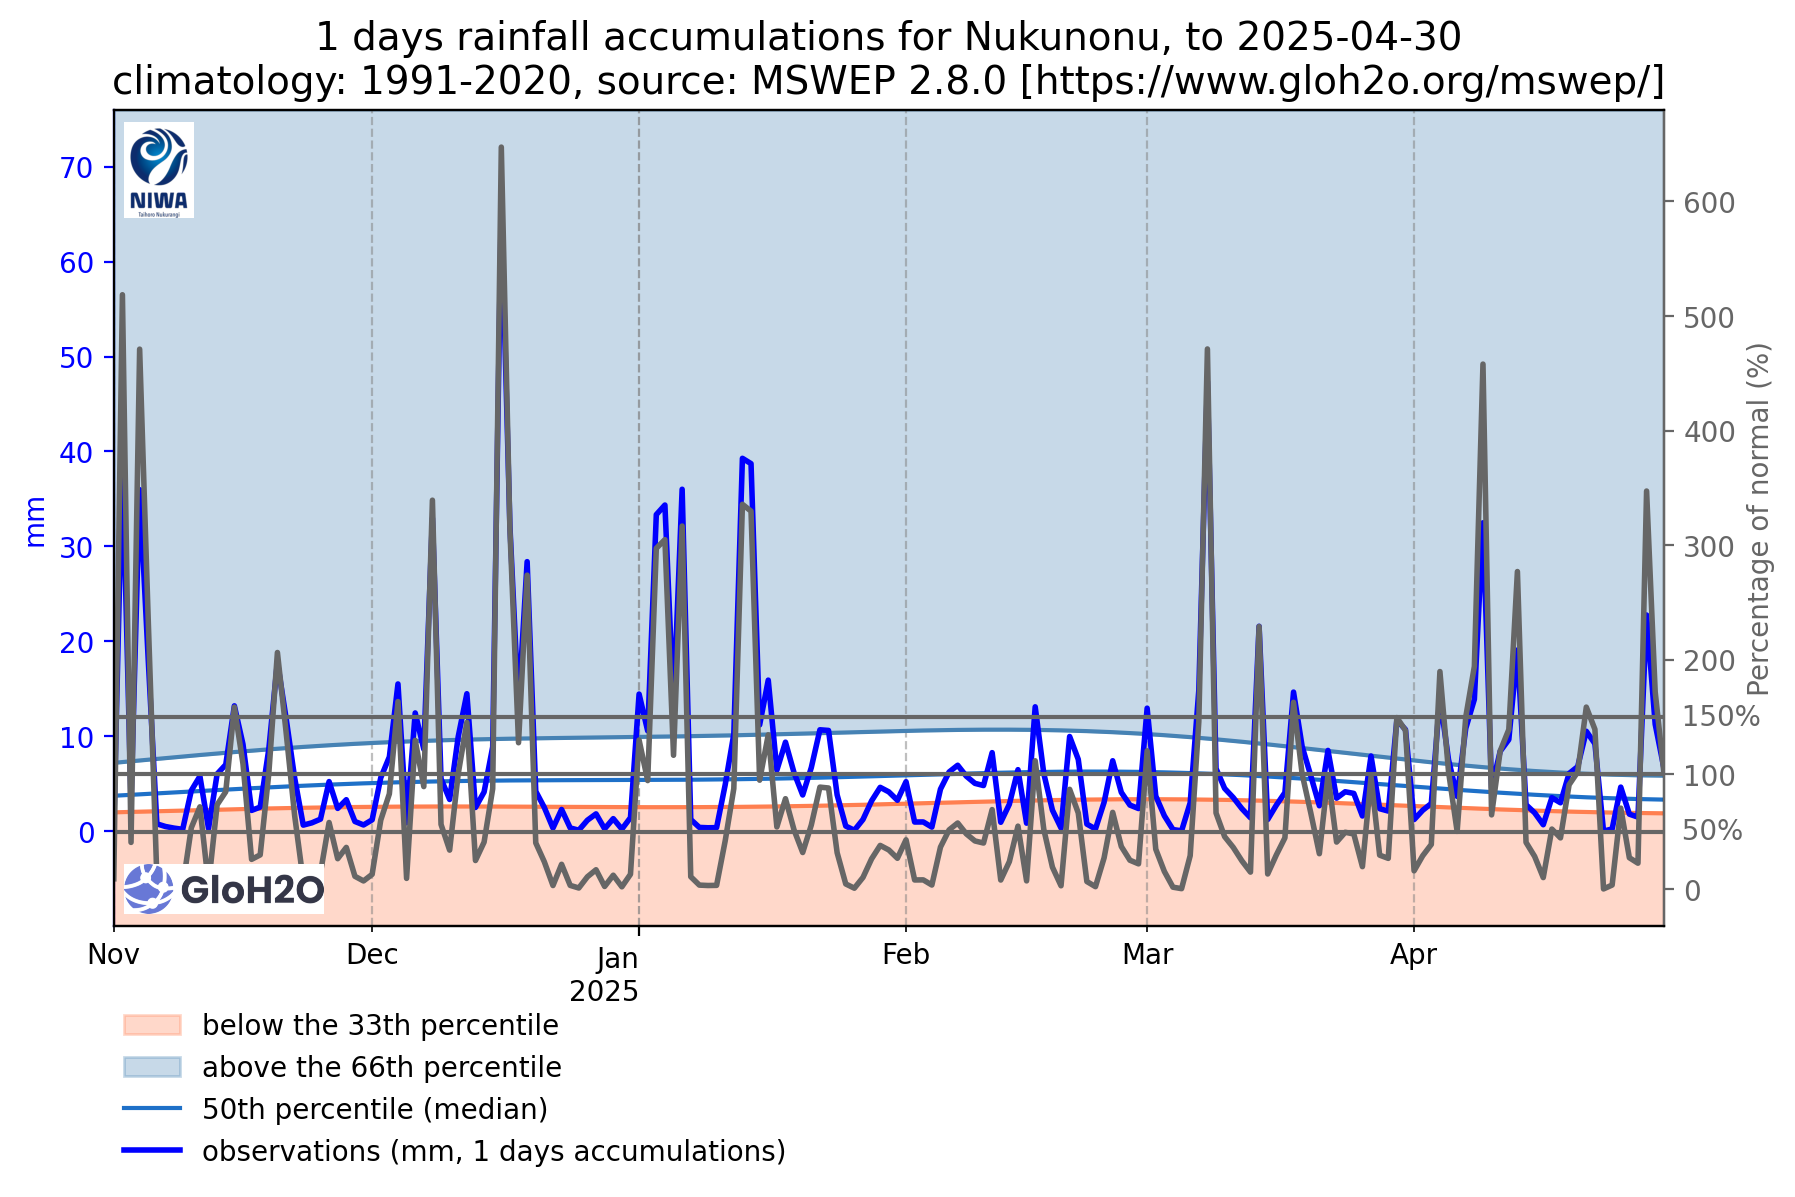 1 days rainfall accumulations for Nukunonu, to 2025-04-30
climatology: 1991-2020, source: MSWEP 2.8.0 [https://www.gloh2o.org/mswep/]
NIWA
Taihoro Nukurangi
70
60
50
40
30
20
10
0
mm
600
500
400
300
200
150%
100
50%
0
Percentage of normal (%)
GloH2O
Nov
Dec
Jan
2025
Feb
Mar
Apr
below the 33th percentile
above the 66th percentile
50th percentile (median)
observations (mm, 1 days accumulations)